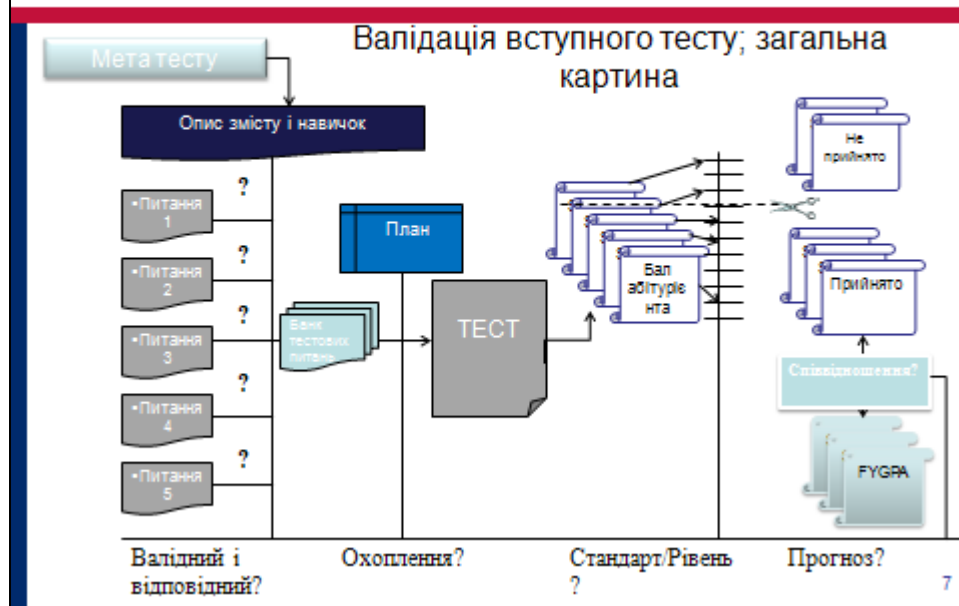 Валідація вступного тесту; загальна
картина
Мета тесту
Опис змісту і навичок
•Питання
1
?
•Питання
2
?
•Питання
3
?
•Питання
4
?
•Питання
5
?
План
Банк
тестових
питань
ТЕСТ
Бал
абітуріє
нта
Не
прийнято
Прийнято
Співвідношення?
FYGPA
Валідний і
відповідний?
Охоплення?
Стандарт/Рівень
?
Прогноз?
7